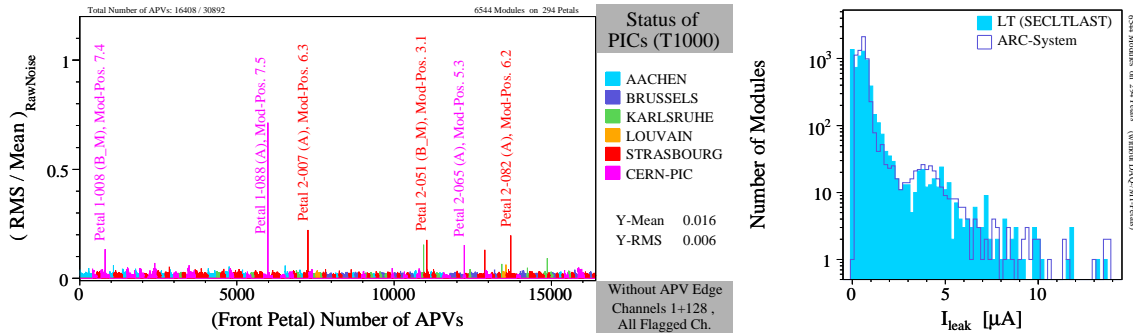 Total Number of APVs: 16408 / 30892
6544 Modules on 294 Petals
( RMS / Mean )RawNoise
1
0.5
0
Petal 1-008 (B_M), Mod-Pos. 7.4
Petal 1-088 (A), Mod-Pos. 7.5
Petal 2-007 (A), Mod-Pos. 6.3
Petal 2-051 (B_M), Mod-Pos. 3.1
Petal 2-065 (A), Mod-Pos. 5.3
Petal 2-082 (A), Mod-Pos. 6.2
0
5000
10000
15000
(Front Petal) Number of APVs
Status of
PICs (T1000)
AACHEN
BRUSSELS
KARLSRUHE
LOUVAIN
STRASBOURG
CERN-PIC
Y-Mean 0.016
Y-RMS 0.006
Without APV Edge
Channels 1+128 ,
All Flagged Ch.
Number of Modules
10³
10²
10
1
LT (SECLTLAST)
ARC-System
0
5
10
I leak [μA]